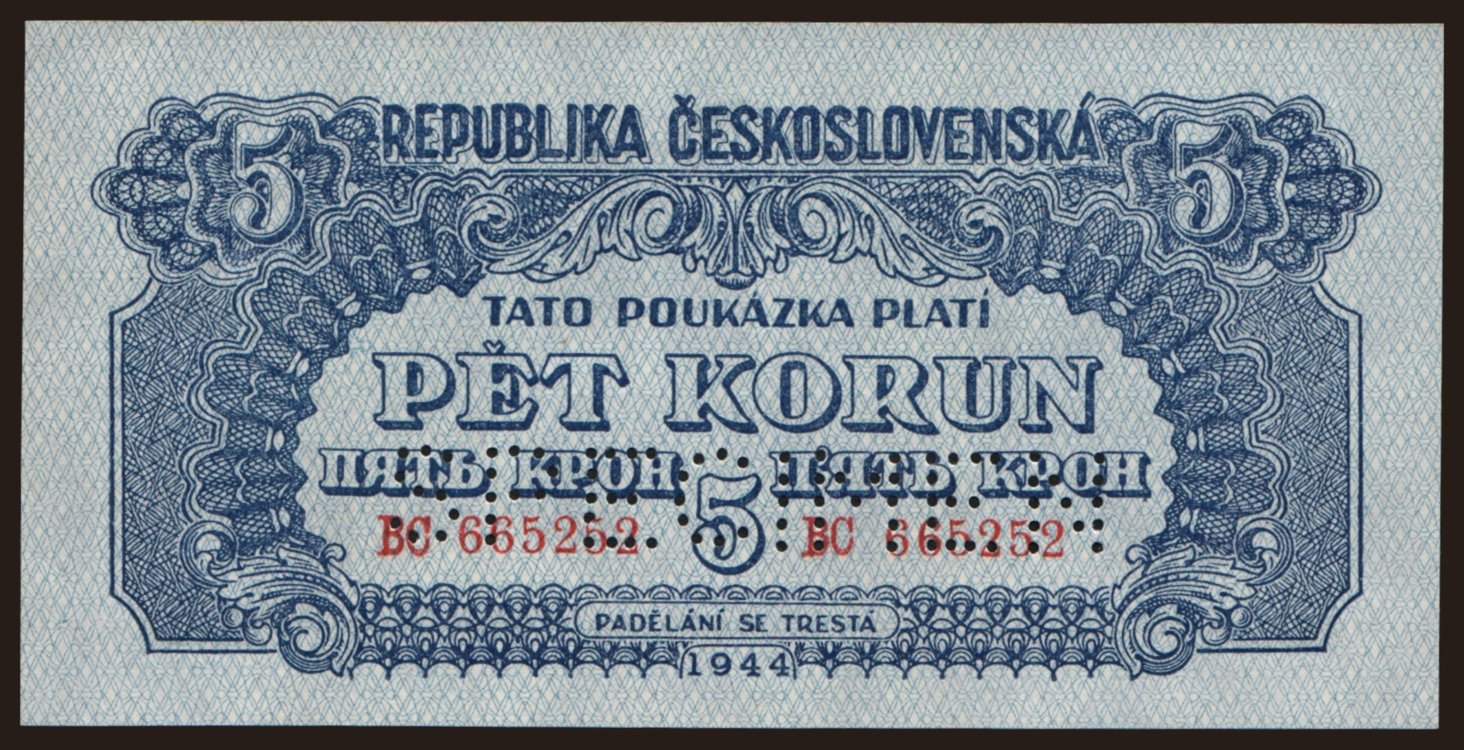 5 REPUBLIKA ČESKOSLOVENSKÁ 5
TATO POUKÁZKA PLATÍ
PĚT KORUN
ПЯТЬ КРОН 5 ПЯТЬ КРОН
BC 665252 BC 665252
PADĚLÁNÍ SE TRESTÁ
1944
SPECIMEN